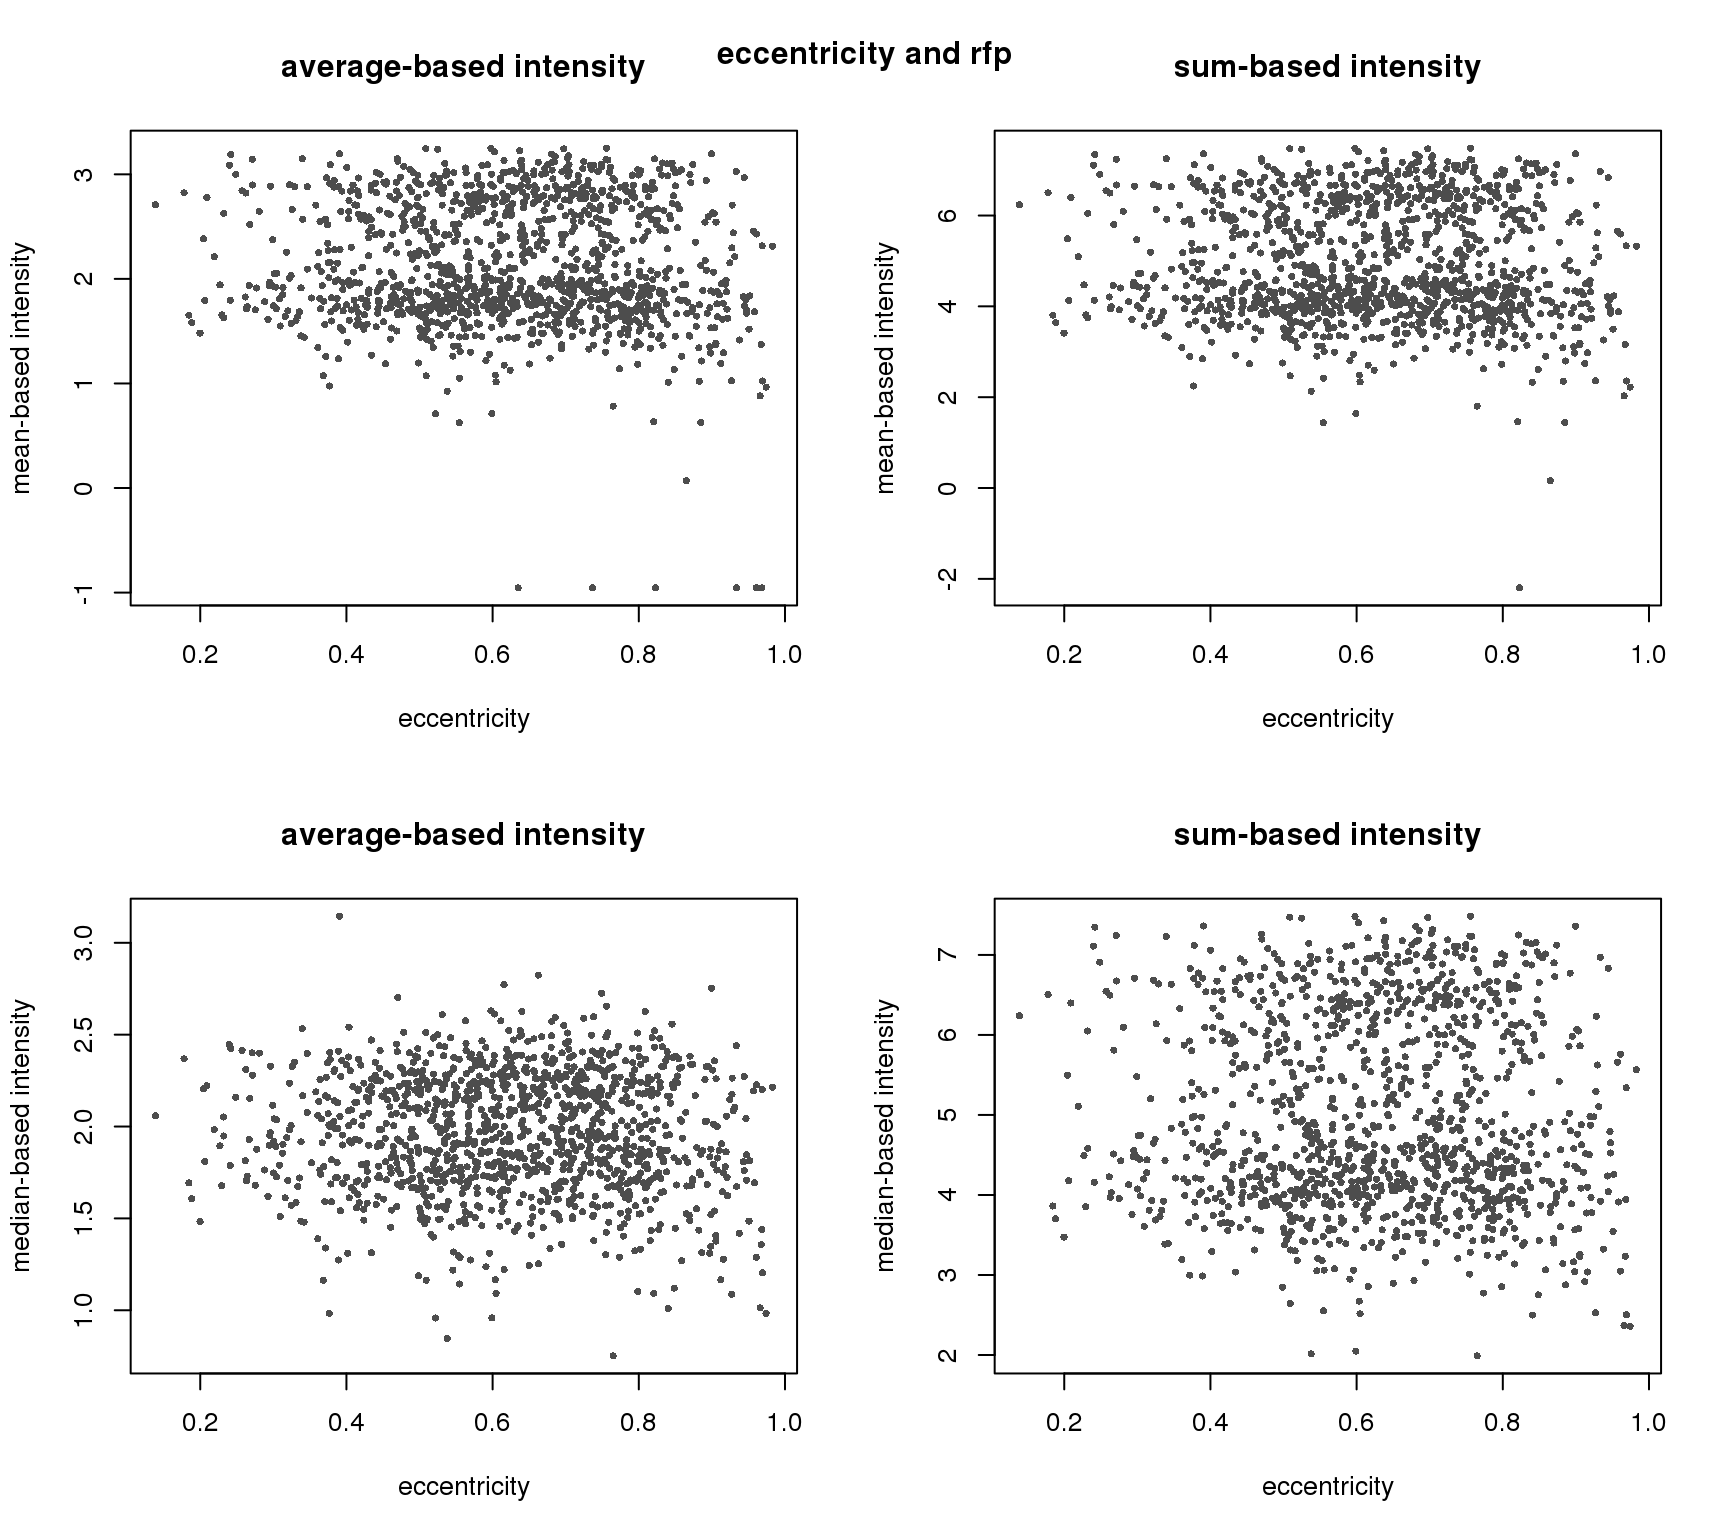 eccentricity and rfp
average-based intensity
mean-based intensity
3
2
1
0
-1
0.2 0.4 0.6 0.8 1.0
eccentricity
sum-based intensity
mean-based intensity
6
4
2
0
-2
0.2 0.4 0.6 0.8 1.0
eccentricity
average-based intensity
median-based intensity
3.0
2.5
2.0
1.5
1.0
0.2 0.4 0.6 0.8 1.0
eccentricity
sum-based intensity
median-based intensity
7
6
5
4
3
2
0.2 0.4 0.6 0.8 1.0
eccentricity